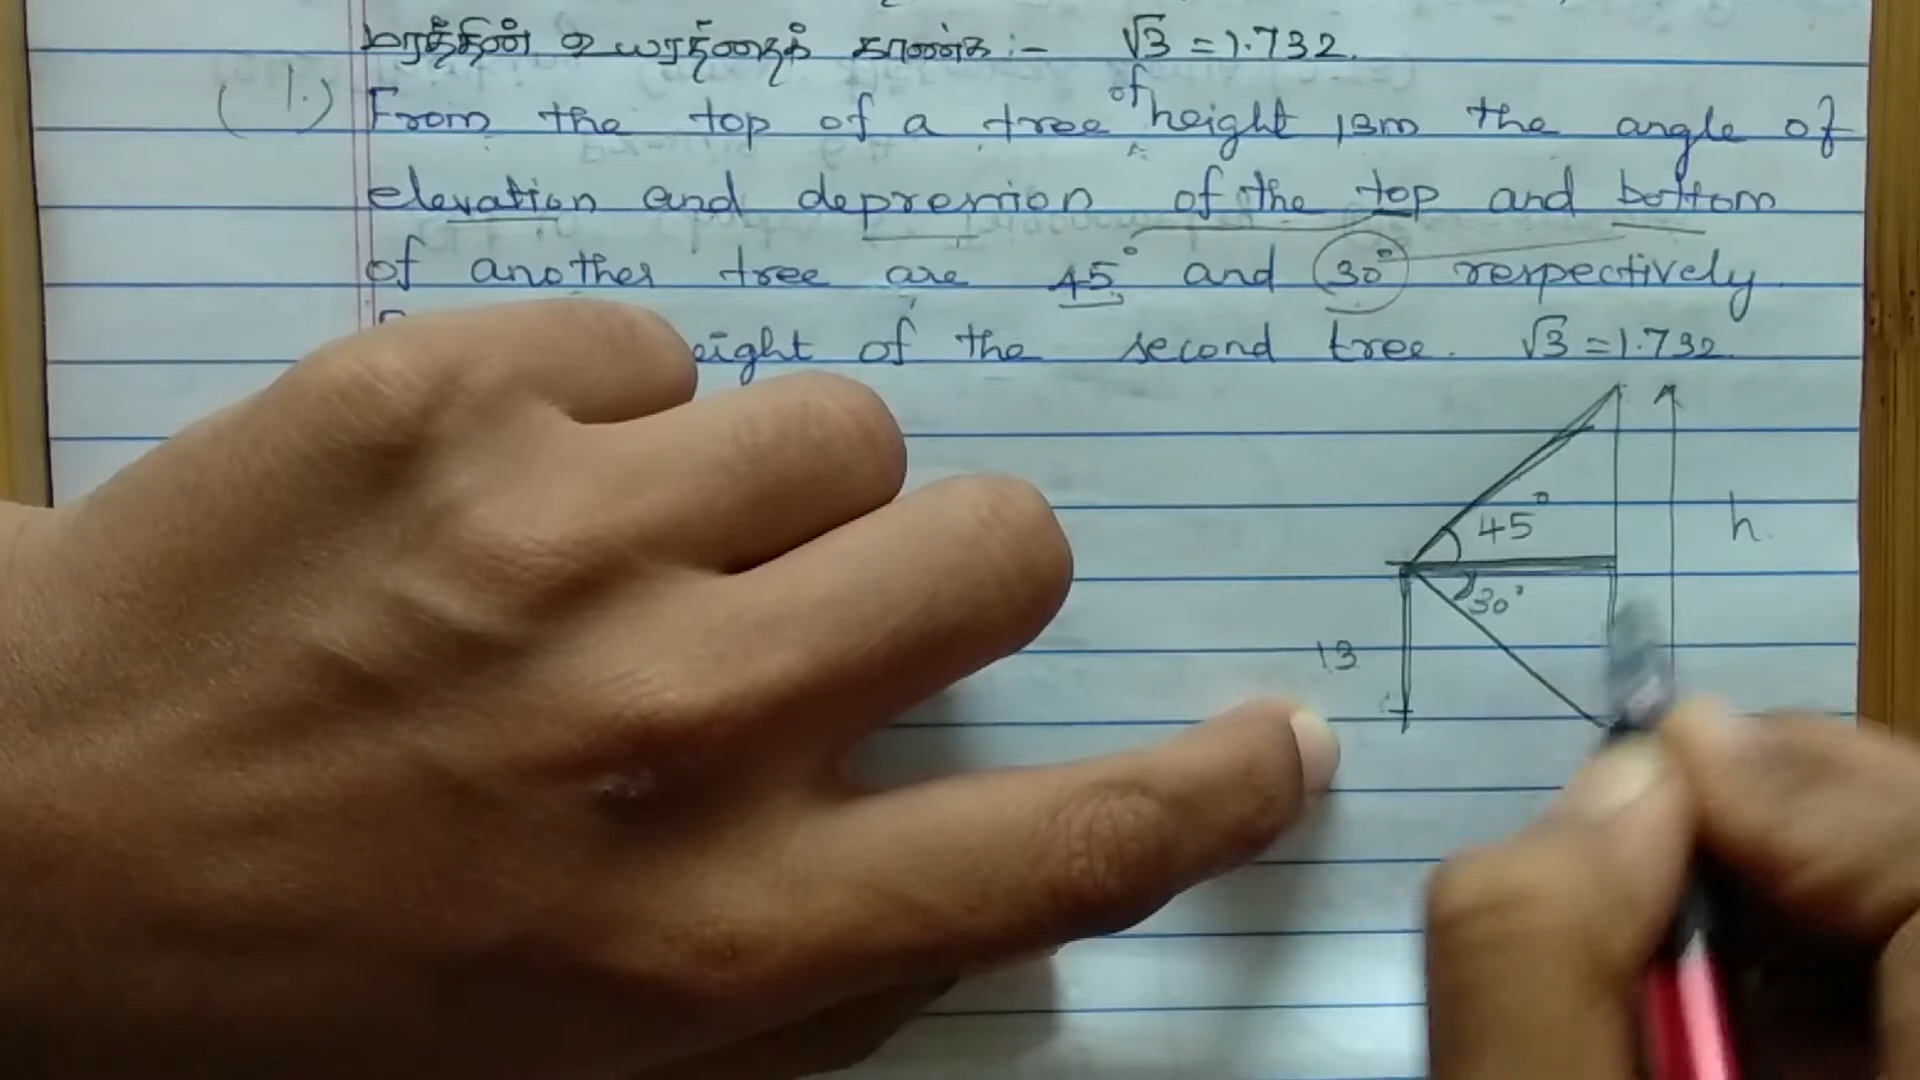 மரத்தின் உயரத்தைக் காண்க :- √3 = 1.732.
(1.) From the top of a tree of height 13m the angle of
elevation and depression of the top and bottom
of another tree are 45° and 30° respectively.
eight of the second tree. √3 = 1.732
45°
h.
30°
13